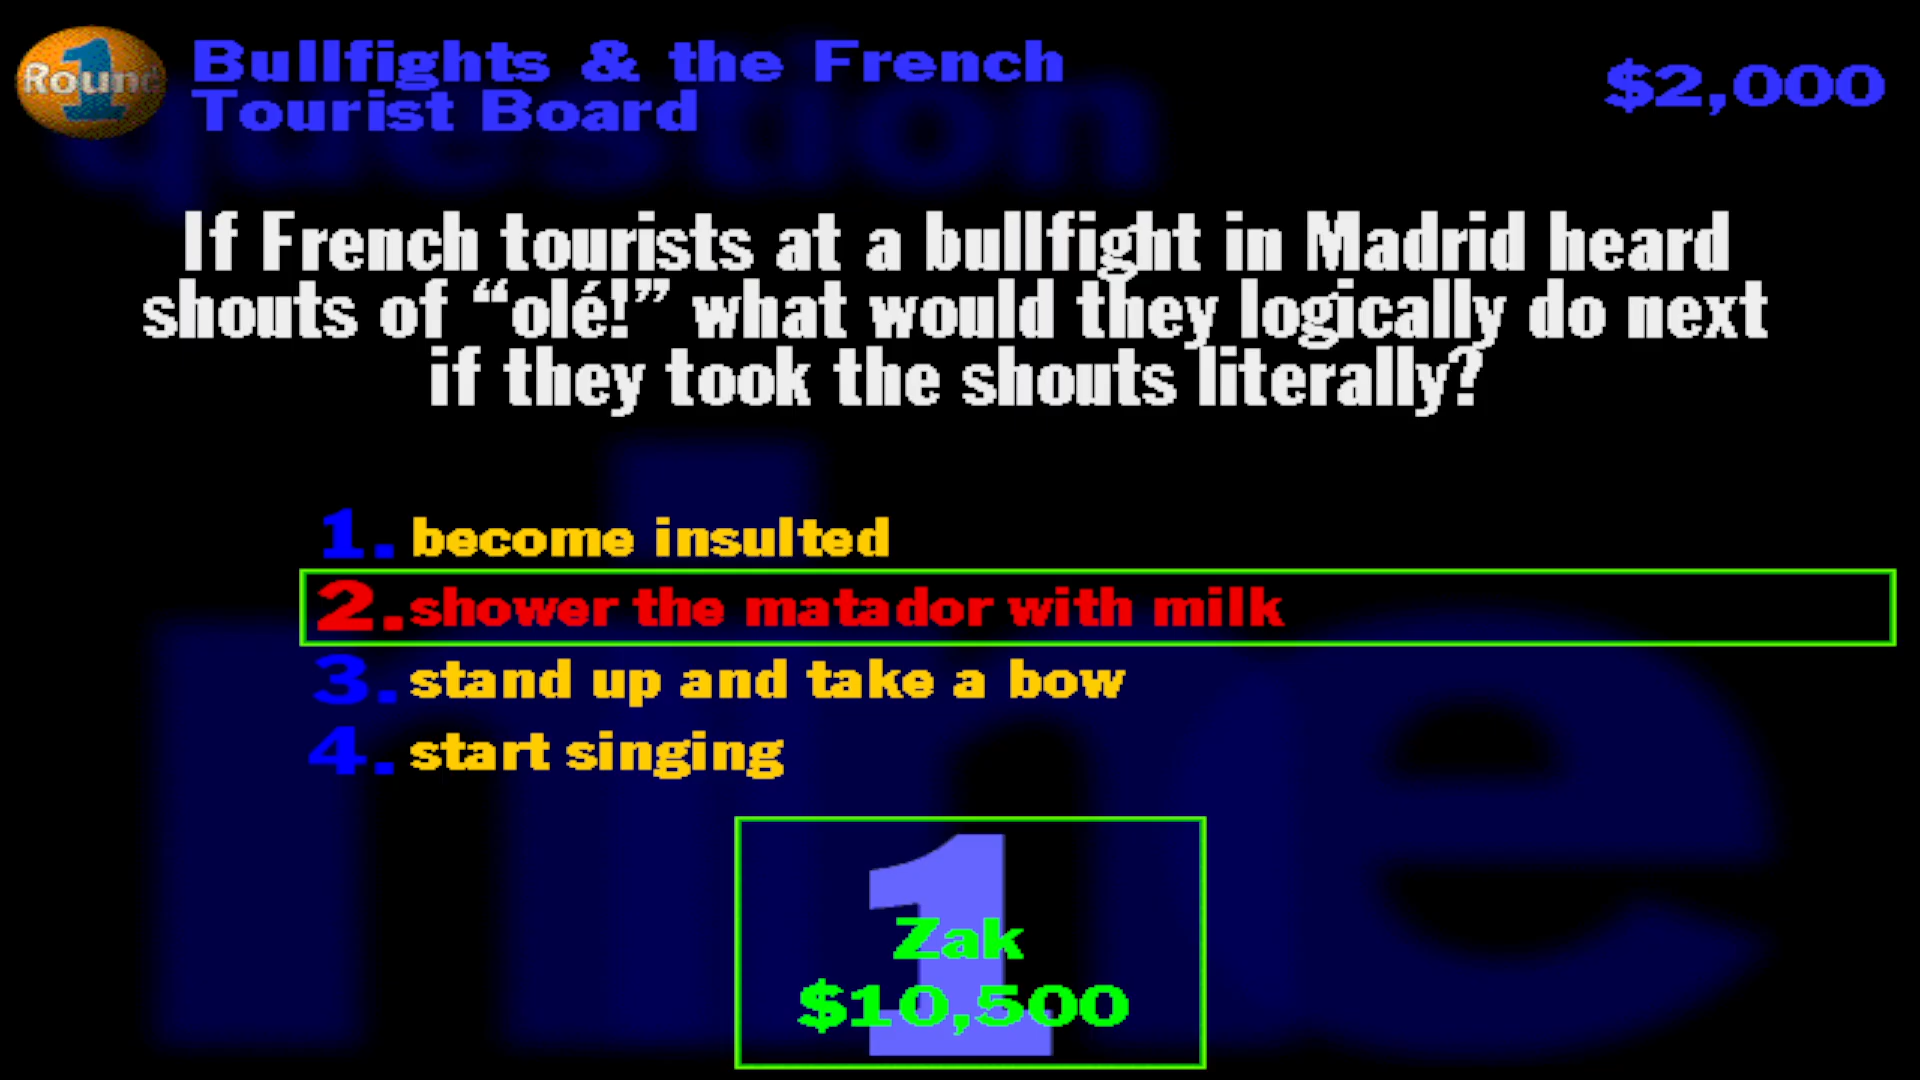 Round 1
Bullfights & the French
Tourist Board
$2,000
question
If French tourists at a bullfight in Madrid heard
shouts of “olé!” what would they logically do next
if they took the shouts literally?
1. become insulted
2. shower the matador with milk
3. stand up and take a bow
4. start singing
nine
1
Zak
$10,500